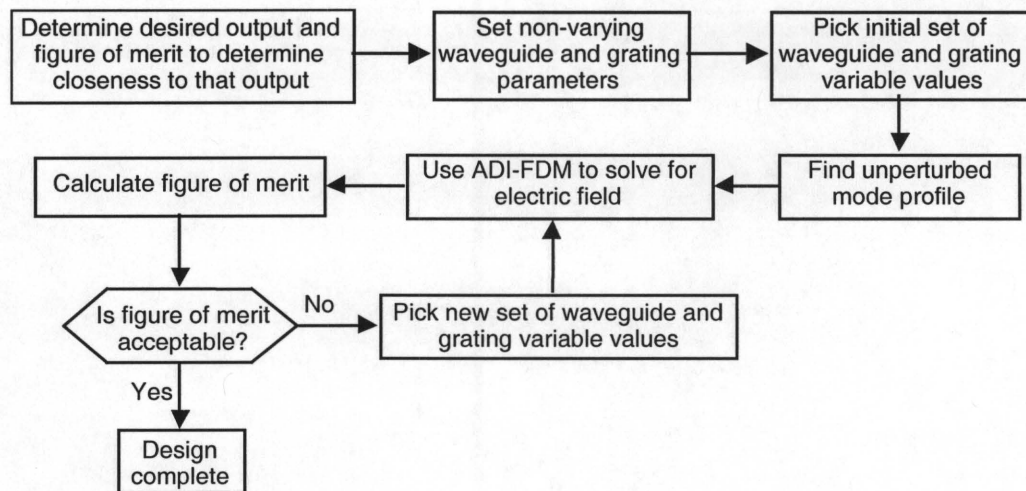 Determine desired output and
figure of merit to determine
closeness to that output
Set non-varying
waveguide and grating
parameters
Pick initial set of
waveguide and grating
variable values
Find unperturbed
mode profile
Use ADI-FDM to solve for
electric field
Calculate figure of merit
Is figure of merit
acceptable?
No
Pick new set of waveguide and
grating variable values
Yes
Design
complete